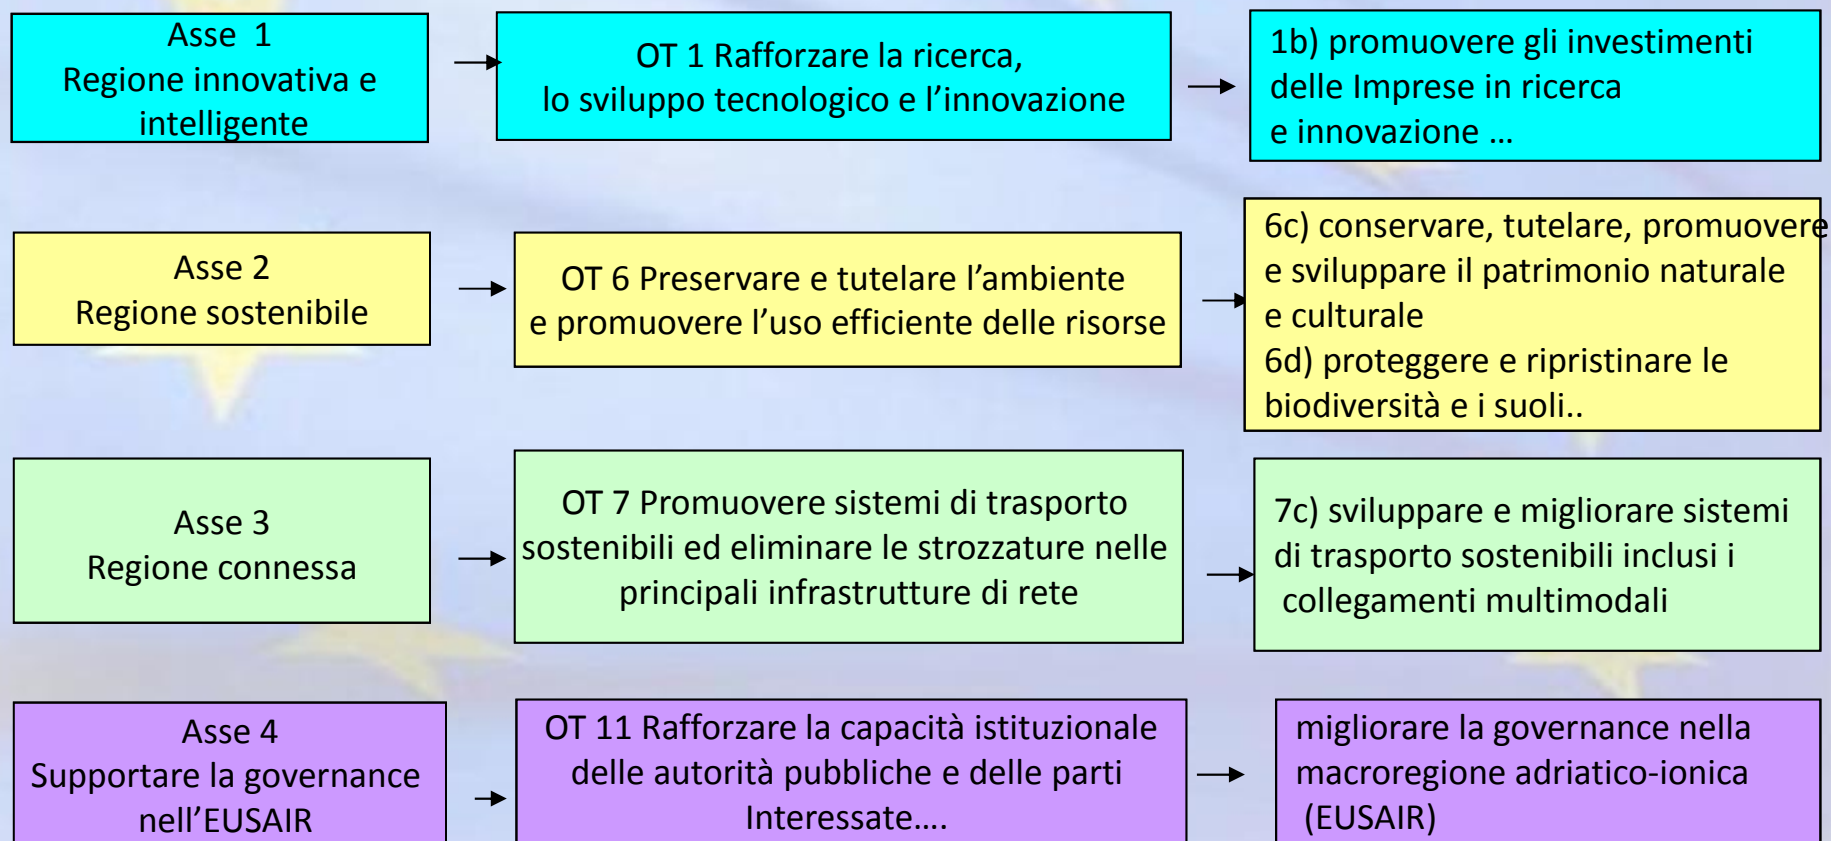 Asse 1
Regione innovativa e
intelligente
OT 1 Rafforzare la ricerca,
lo sviluppo tecnologico e l’innovazione
1b) promuovere gli investimenti
delle Imprese in ricerca
e innovazione ...
Asse 2
Regione sostenibile
OT 6 Preservare e tutelare l’ambiente
e promuovere l’uso efficiente delle risorse
6c) conservare, tutelare, promuovere
e sviluppare il patrimonio naturale
e culturale
6d) proteggere e ripristinare le
biodiversità e i suoli..
Asse 3
Regione connessa
OT 7 Promuovere sistemi di trasporto
sostenibili ed eliminare le strozzature nelle
principali infrastrutture di rete
7c) sviluppare e migliorare sistemi
di trasporto sostenibili inclusi i
collegamenti multimodali
Asse 4
Supportare la governance
nell’EUSAIR
OT 11 Rafforzare la capacità istituzionale
delle autorità pubbliche e delle parti
Interessate....
migliorare la governance nella
macroregione adriatico-ionica
(EUSAIR)